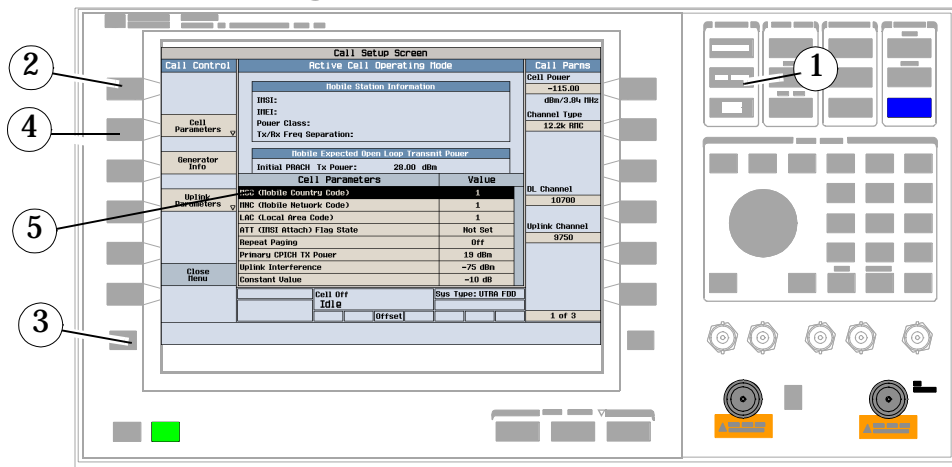 Call Setup Screen
Call Control
Active Cell Operating Mode
Call Parms
Mobile Station Information
IMSI:
IMEI:
Power Class:
Tx/Rx Freq Separation:
Mobile Expected Open Loop Transmit Power
Initial PRACH Tx Power: 28.00 dBm
Cell Parameters
Value
MCC (Mobile Country Code) 1
MNC (Mobile Network Code) 1
LAC (Local Area Code) 1
ATT (IMSI Attach) Flag State Not Set
Repeat Paging Off
Primary CPICH TX Power 19 dBm
Uplink Interference -75 dBm
Constant Value -10 dB
Cell Off
Idle
Sys Type: UTRA FDD
Offset
Cell
Parameters
Generator
Info
Uplink
Parameters
Close
Menu
Cell Power
-115.00
dBm/3.84 MHz
Channel Type
12.2k RMC
DL Channel
10700
Uplink Channel
9750
1 of 3
2
4
5
3
1